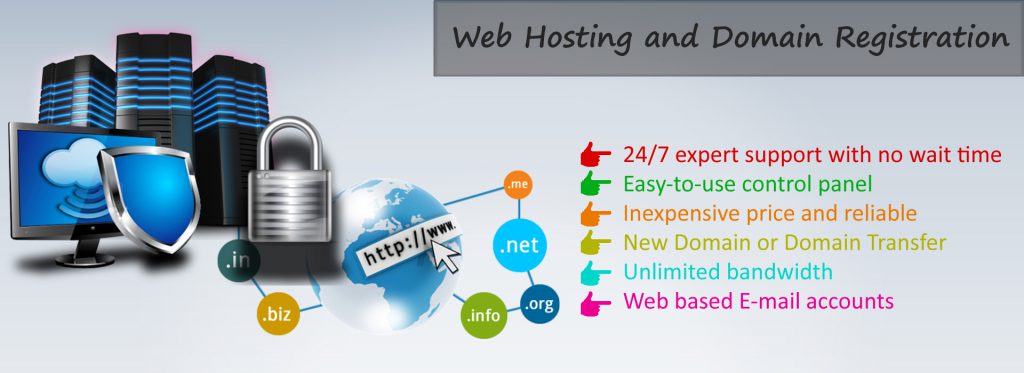 Web Hosting and Domain Registration
24/7 expert support with no wait time
Easy-to-use control panel
Inexpensive price and reliable
New Domain or Domain Transfer
Unlimited bandwidth
Web based E-mail accounts
.me
http://www.
.net
.in
.biz
.info
.org